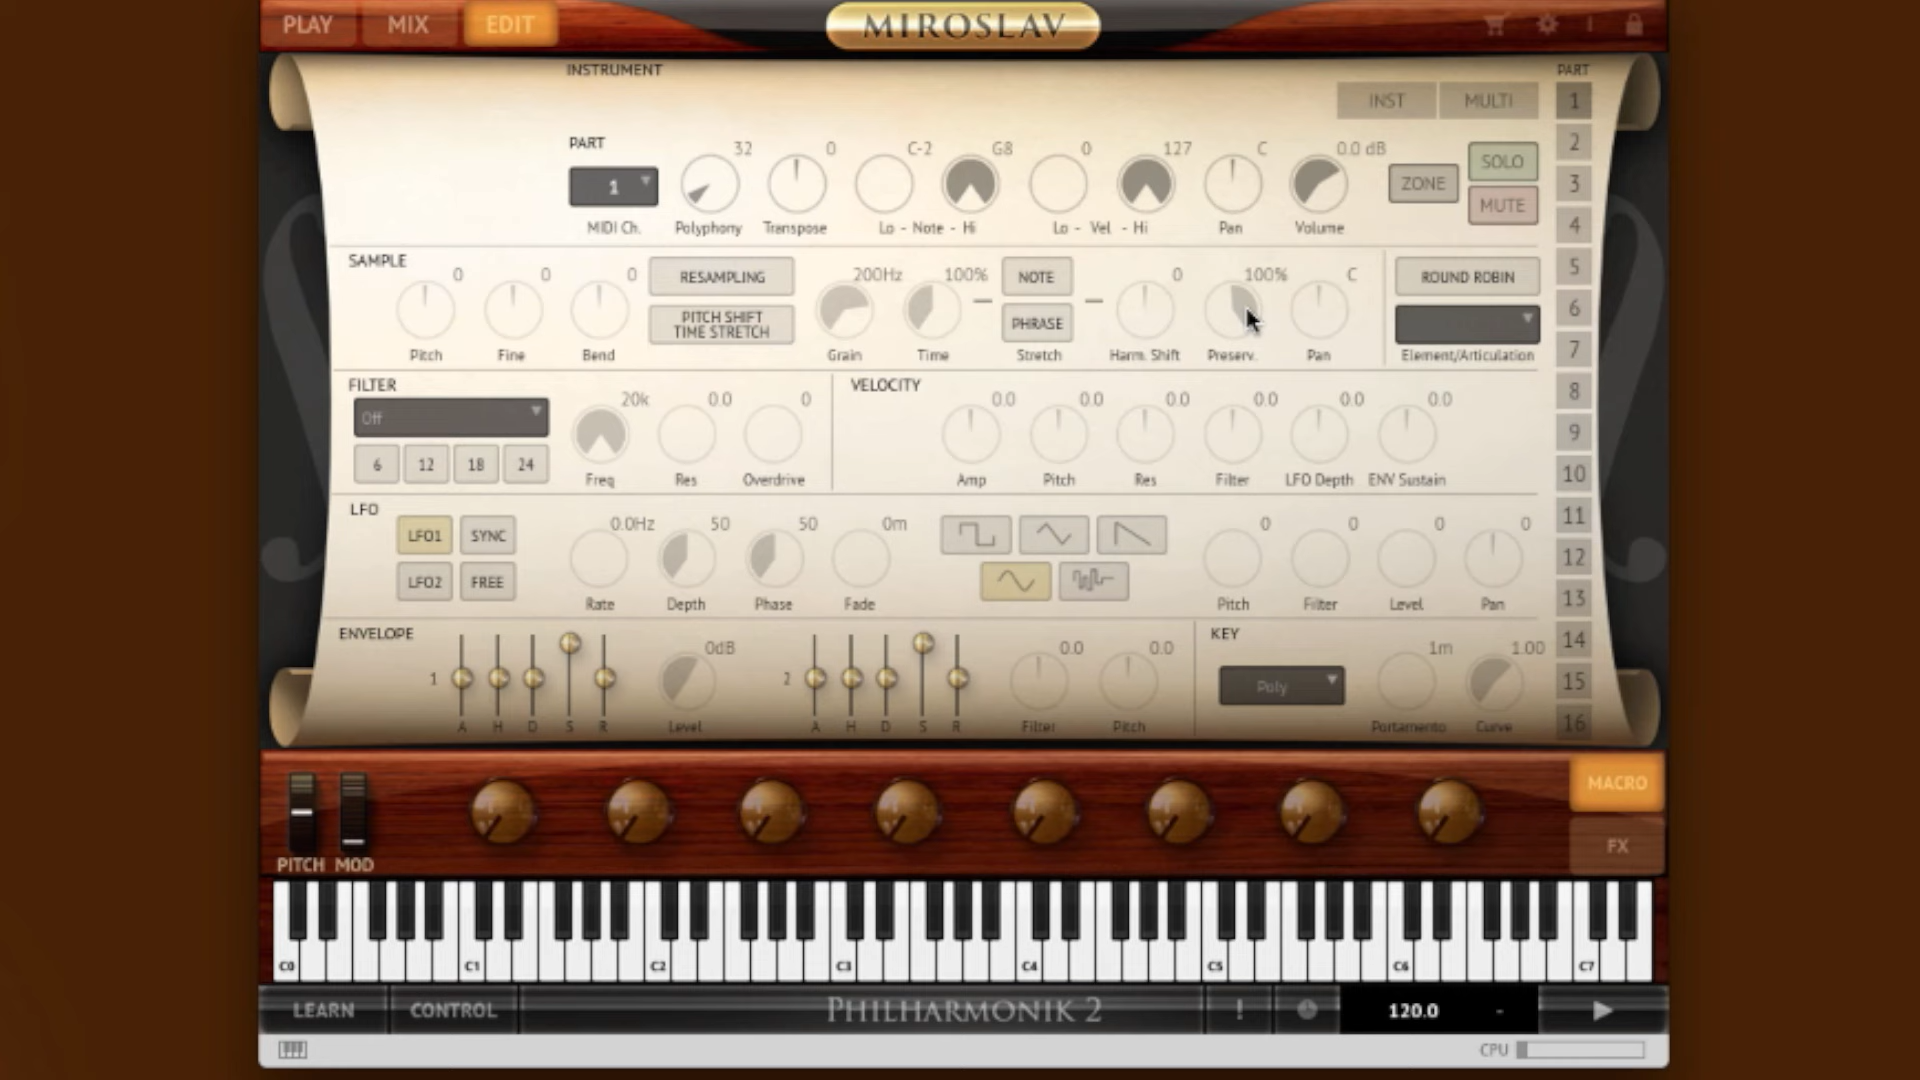 PLAY MIX EDIT MIROSLAV
INSTRUMENT PART
INST MULTI 1
PART 32 0 C-2 G8 0 127 C 0.0 dB 2
1 ZONE SOLO 3
MUTE 4
MIDI Ch. Polyphony Transpose Lo - Note - Hi Lo - Vel - Hi Pan Volume
SAMPLE 0 0 0 RESAMPLING 200Hz 100% NOTE 0 100% C ROUND ROBIN 5
PITCH SHIFT
TIME STRETCH PHRASE 6
Pitch Fine Bend Grain Time Stretch Harm. Shift Preserv. Pan Element/Articulation 7
FILTER VELOCITY
Off 20k 0.0 0 0.0 0.0 0.0 0.0 0.0 0.0 8
9
6 12 18 24 10
Freq Res Overdrive Amp Pitch Res Filter LFO Depth ENV Sustain
LFO 11
LFO1 SYNC 0.0Hz 50 50 0m 0 0 0 0
LFO2 FREE 12
Rate Depth Phase Fade Pitch Filter Level Pan 13
ENVELOPE KEY 14
0dB 0.0 0.0 1m 1.00
1 2 Poly 15
A H D S R Level A H D S R Filter Pitch Portamento Curve 16
MACRO
FX
PITCH MOD
C0 C1 C2 C3 C4 C5 C6 C7
LEARN CONTROL PHILHARMONIK 2 ! 120.0 -
CPU